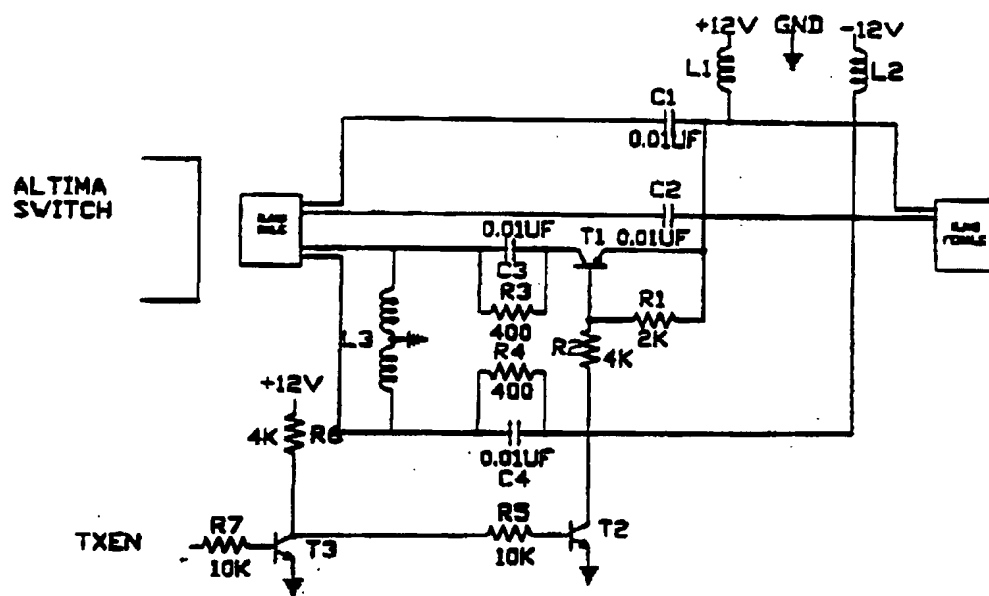 +12V GND -12V
L1
L2
C1
0.01UF
ALTIMA
SWITCH
C2
0.01UF
T1
0.01UF
C3
R3
400
R1
2K
L3
R4
400
R2
4K
+12V
4K
R6
0.01UF
C4
TXEN
R7
10K
T3
R5
10K
T2